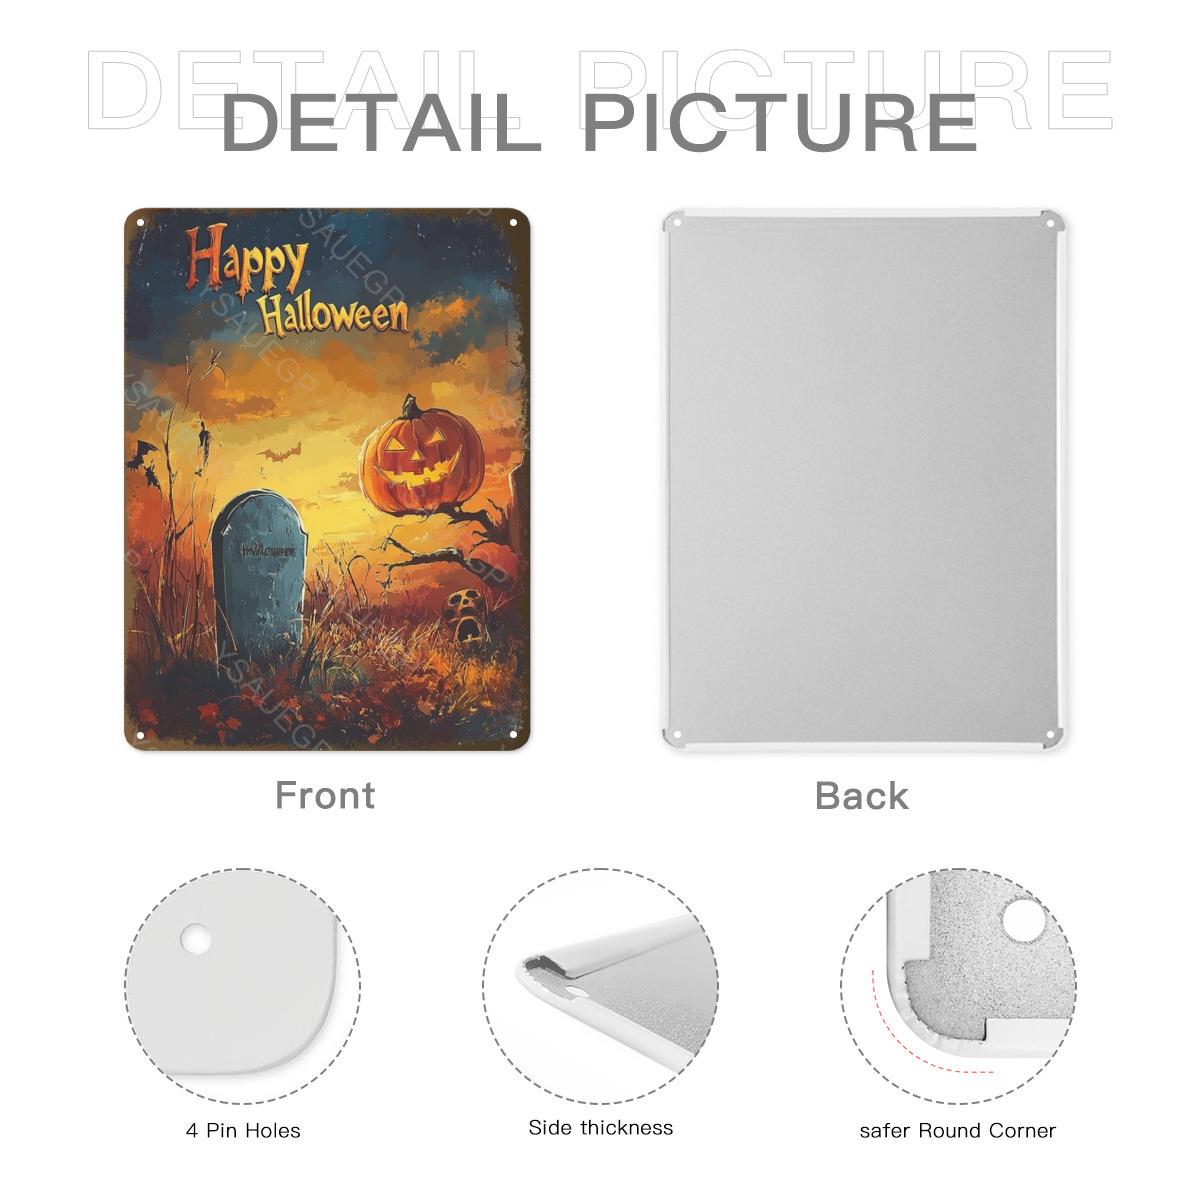 DETAIL PICTURE
DETAIL PICTURE
Happy
Halloween
Front
Back
4 Pin Holes
Side thickness
safer Round Corner